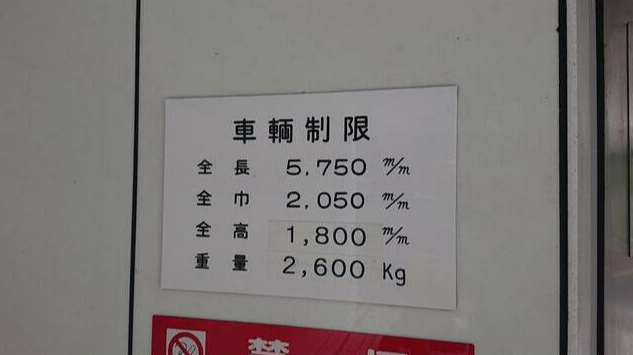 車輌制限
全長 5,750 m/m
全巾 2,050 m/m
全高 1,800 m/m
重量 2,600 Kg